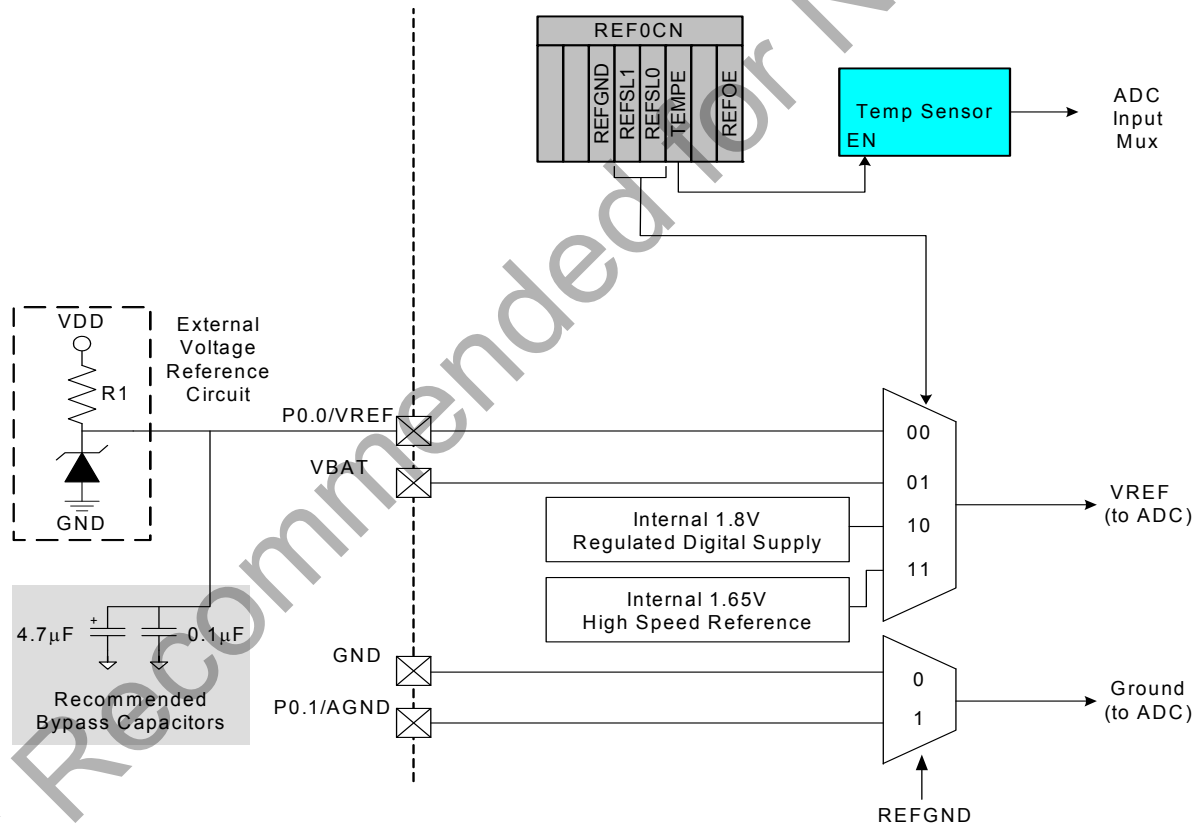 REF0CN
REFGND
REFSL1
REFSL0
TEMPE
REFOE
Temp Sensor
EN
ADC
Input
Mux
VDD
R1
GND
External
Voltage
Reference
Circuit
P0.0/VREF
VBAT
00
01
10
11
Internal 1.8V
Regulated Digital Supply
Internal 1.65V
High Speed Reference
VREF
(to ADC)
+
4.7μF
0.1μF
Recommended
Bypass Capacitors
GND
P0.1/AGND
0
1
Ground
(to ADC)
REFGND
Recommended for N